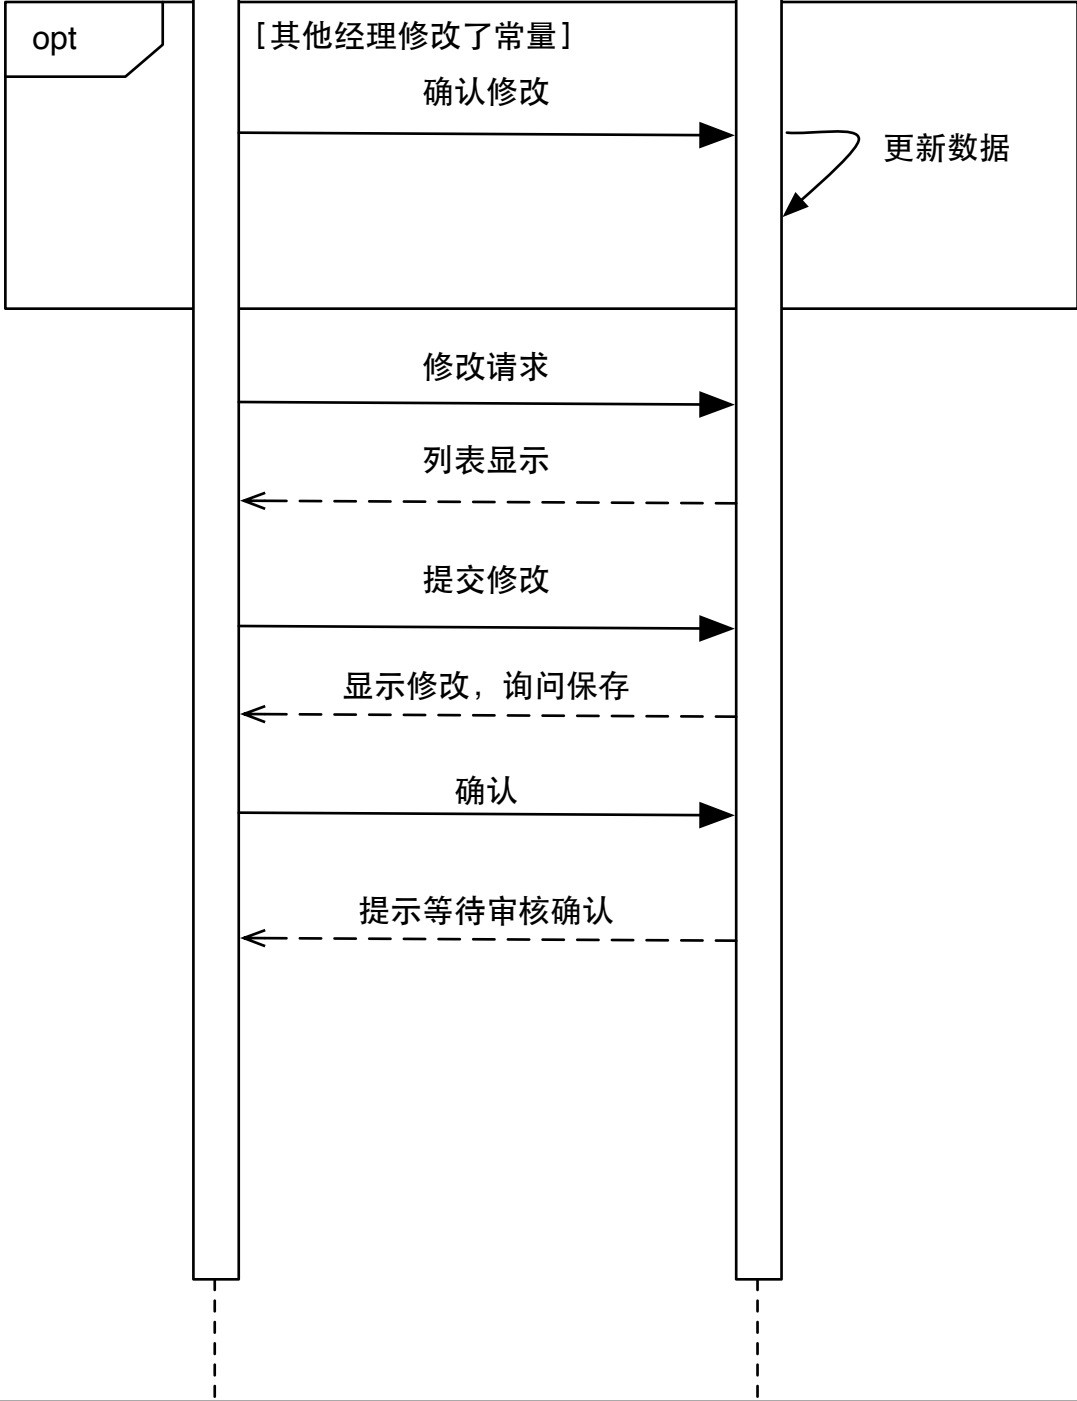 opt
[其他经理修改了常量]
确认修改
更新数据
修改请求
列表显示
提交修改
显示修改，询问保存
确认
提示等待审核确认